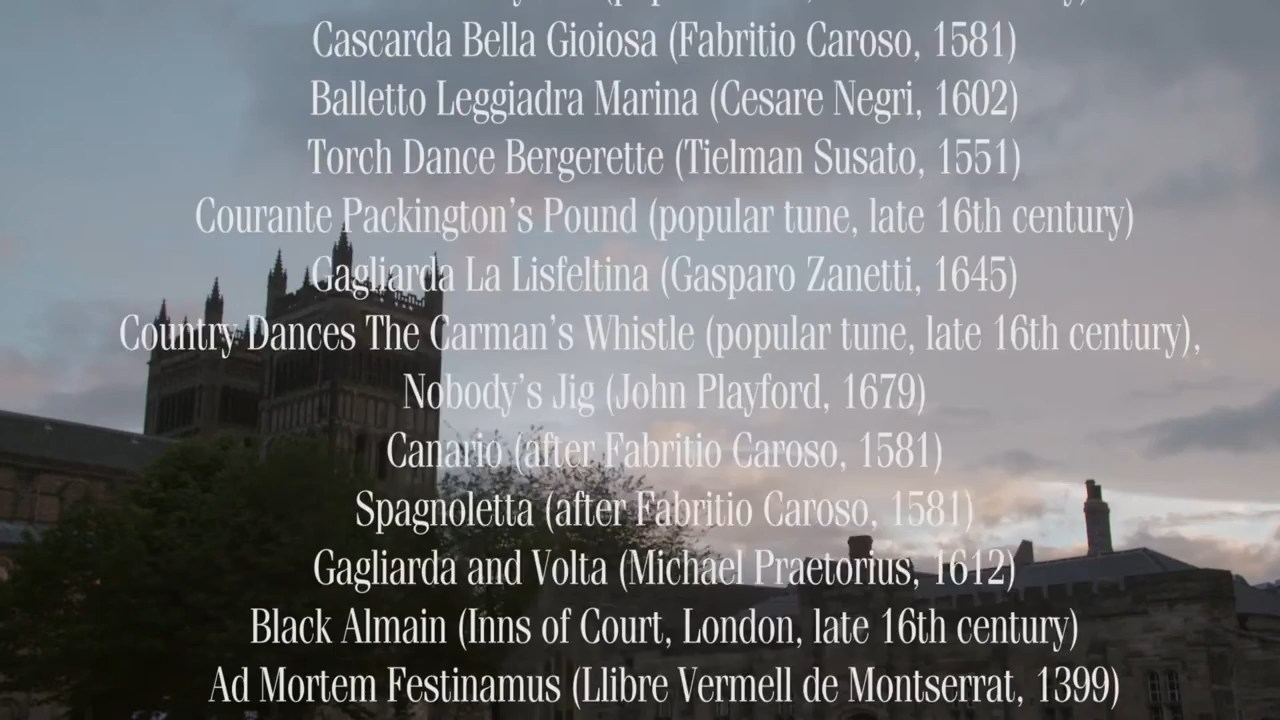 Cascarda Bella Gioiosa (Fabritio Caroso, 1581)
Balletto Leggiadra Marina (Cesare Negri, 1602)
Torch Dance Bergerette (Tielman Susato, 1551)
Courante Packington's Pound (popular tune, late 16th century)
Gagliarda La Lisfeltina (Gasparo Zanetti, 1645)
Country Dances The Carman's Whistle (popular tune, late 16th century),
Nobody's Jig (John Playford, 1679)
Canario (after Fabritio Caroso, 1581)
Spagnoletta (after Fabritio Caroso, 1581)
Gagliarda and Volta (Michael Praetorius, 1612)
Black Almain (Inns of Court, London, late 16th century)
Ad Mortem Festinamus (Llibre Vermell de Montserrat, 1399)